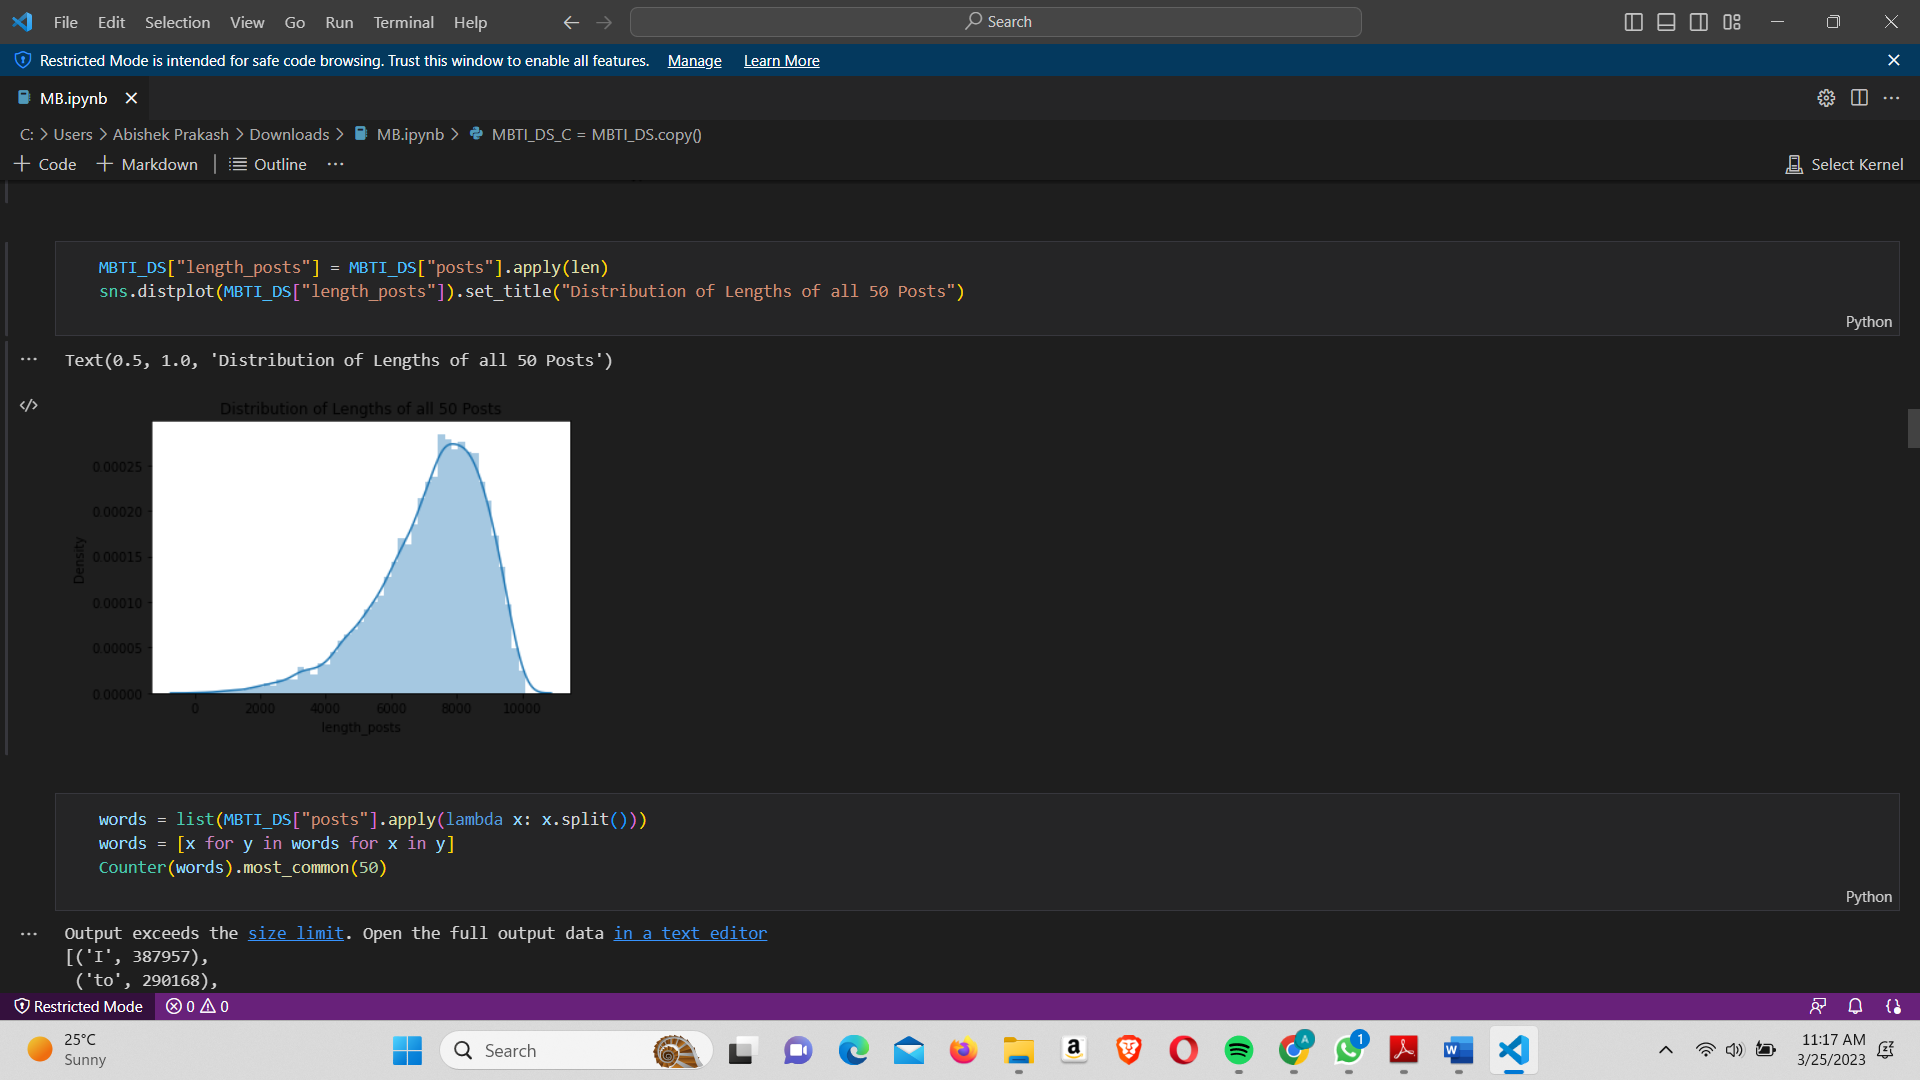 File Edit Selection View Go Run Terminal Help Search
Restricted Mode is intended for safe code browsing. Trust this window to enable all features. Manage Learn More
MB.ipynb
C: > Users > Abishek Prakash > Downloads > MB.ipynb > MBTI_DS_C = MBTI_DS.copy()
+ Code + Markdown Outline ... Select Kernel
MBTI_DS["length_posts"] = MBTI_DS["posts"].apply(len)
sns.distplot(MBTI_DS["length_posts"]).set_title("Distribution of Lengths of all 50 Posts")
Python
Text(0.5, 1.0, 'Distribution of Lengths of all 50 Posts')
Distribution of Lengths of all 50 Posts
0.00025
0.00020
0.00015
0.00010
0.00005
0.00000
Density
0 2000 4000 6000 8000 10000
length_posts
words = list(MBTI_DS["posts"].apply(lambda x: x.split()))
words = [x for y in words for x in y]
Counter(words).most_common(50)
Python
Output exceeds the size limit. Open the full output data in a text editor
[('I', 387957),
('to', 290168),
Restricted Mode 0 0
25°C
Sunny
Search
a
A
1
W
11:17 AM
3/25/2023